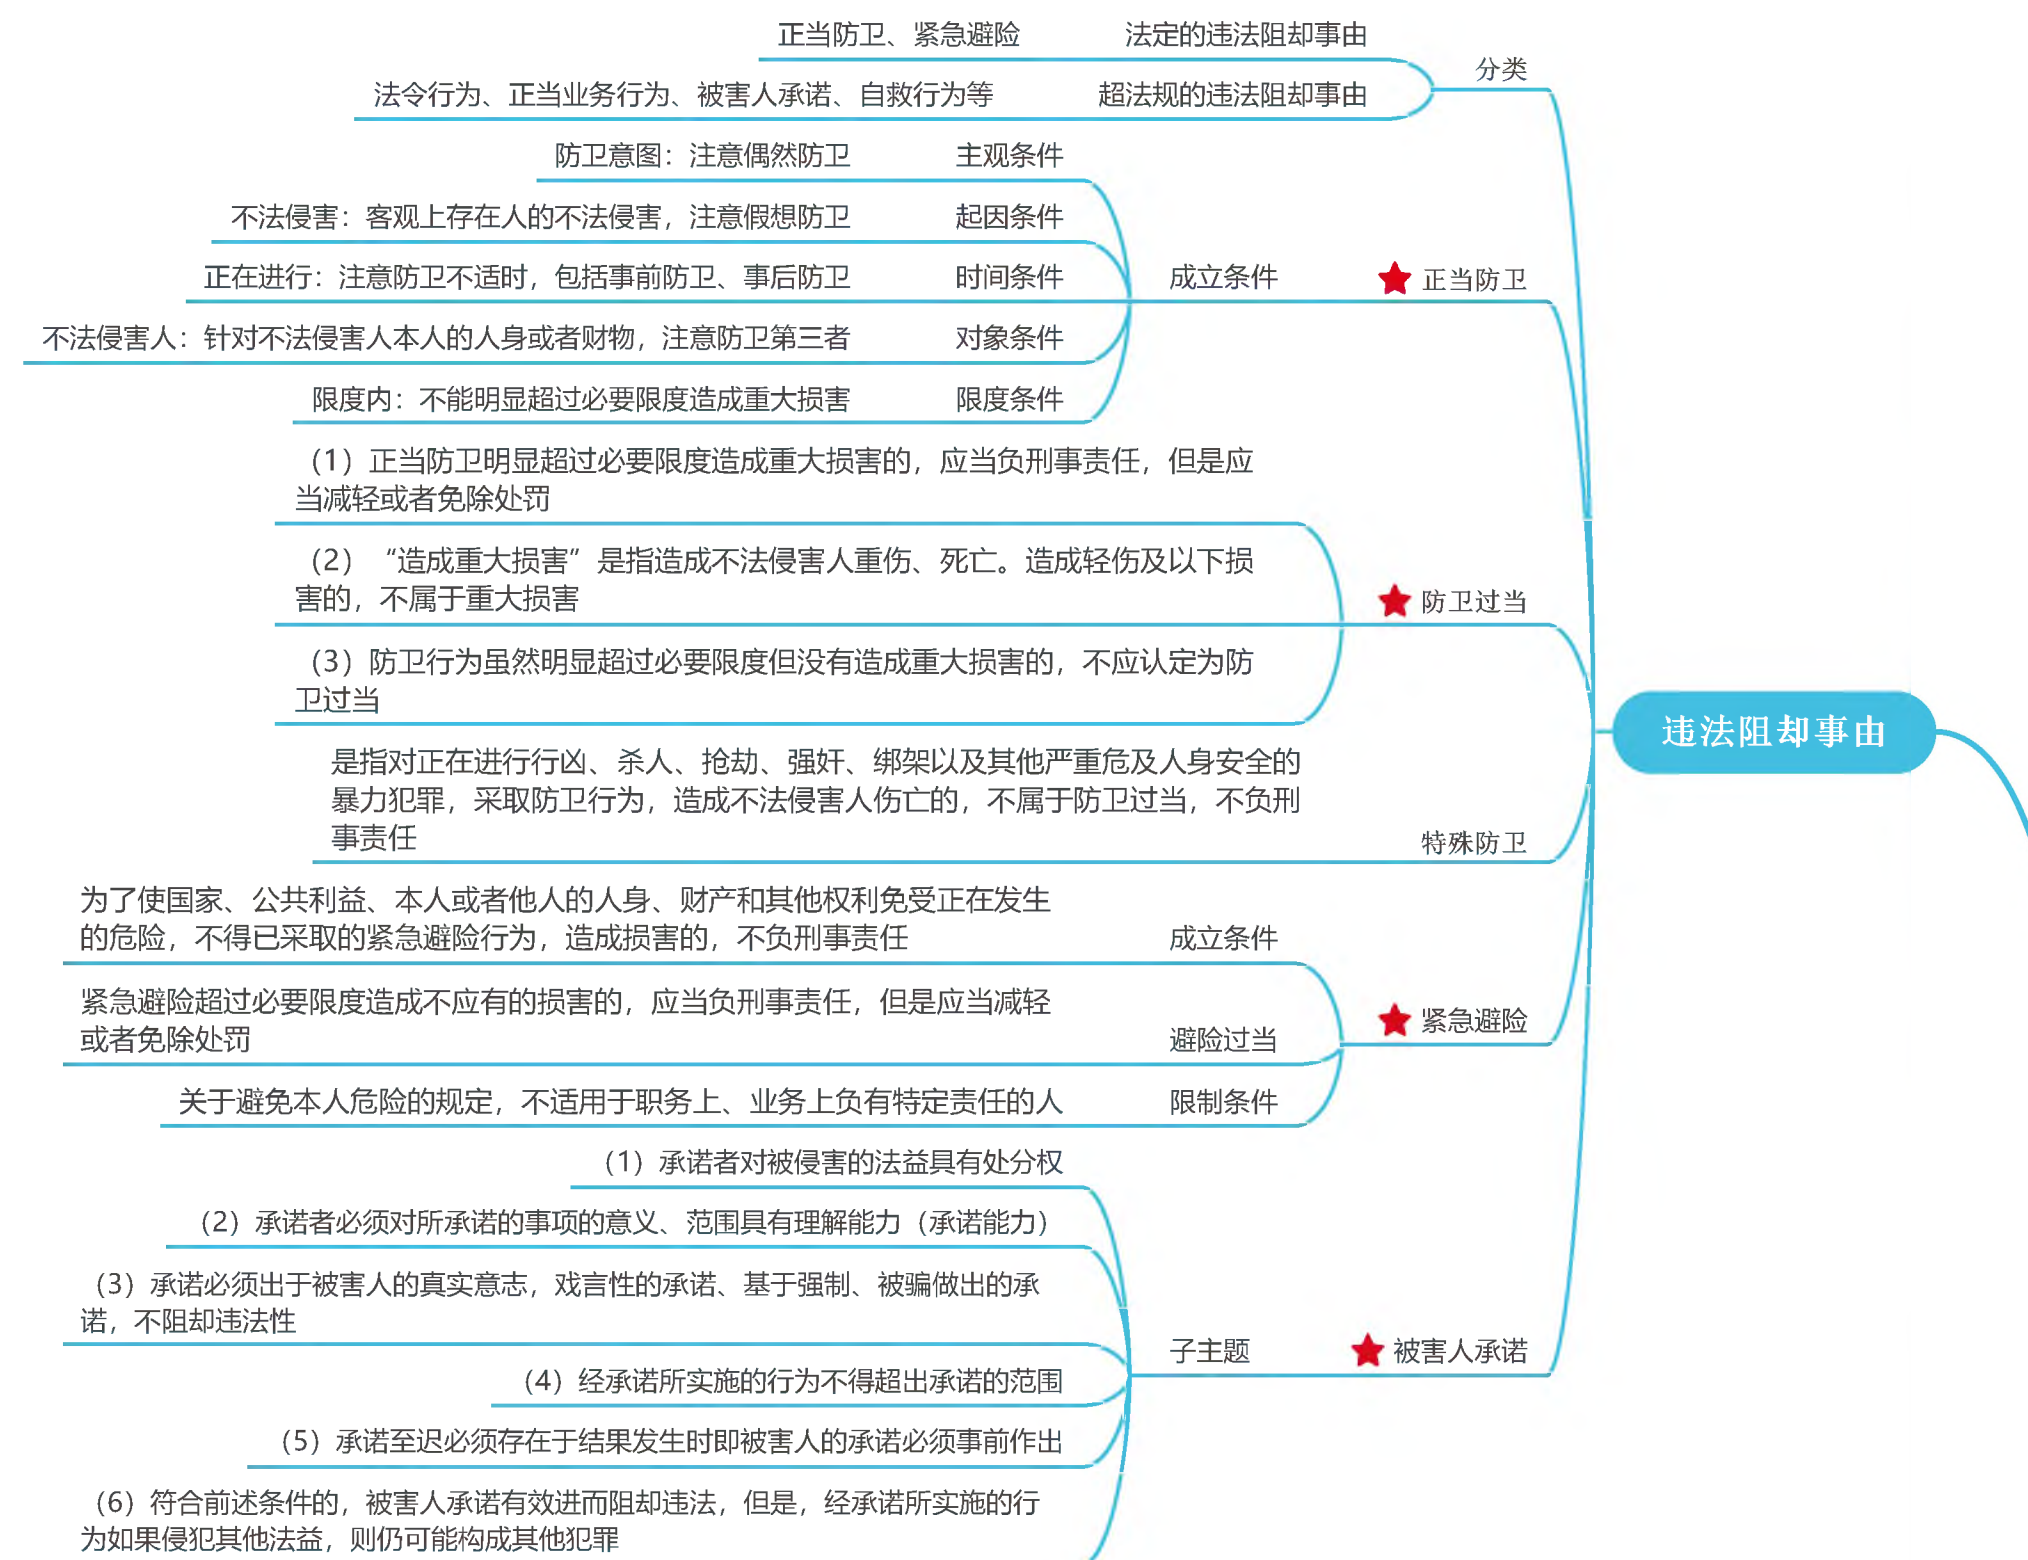 违法阻却事由
分类
法定的违法阻却事由
正当防卫、紧急避险
超法规的违法阻却事由
法令行为、正当业务行为、被害人承诺、自救行为等
正当防卫
成立条件
主观条件
防卫意图：注意偶然防卫
起因条件
不法侵害：客观上存在人的不法侵害，注意假想防卫
时间条件
正在进行：注意防卫不适时，包括事前防卫、事后防卫
对象条件
不法侵害人：针对不法侵害人本人的人身或者财物，注意防卫第三者
限度条件
限度内：不能明显超过必要限度造成重大损害
防卫过当
（1）正当防卫明显超过必要限度造成重大损害的，应当负刑事责任，但是应
当减轻或者免除处罚
（2）“造成重大损害”是指造成不法侵害人重伤、死亡。造成轻伤及以下损
害的，不属于重大损害
（3）防卫行为虽然明显超过必要限度但没有造成重大损害的，不应认定为防
卫过当
特殊防卫
是指对正在进行行凶、杀人、抢劫、强奸、绑架以及其他严重危及人身安全的
暴力犯罪，采取防卫行为，造成不法侵害人伤亡的，不属于防卫过当，不负刑
事责任
紧急避险
成立条件
为了使国家、公共利益、本人或者他人的人身、财产和其他权利免受正在发生
的危险，不得已采取的紧急避险行为，造成损害的，不负刑事责任
避险过当
紧急避险超过必要限度造成不应有的损害的，应当负刑事责任，但是应当减轻
或者免除处罚
限制条件
关于避免本人危险的规定，不适用于职务上、业务上负有特定责任的人
被害人承诺
子主题
（1）承诺者对被侵害的法益具有处分权
（2）承诺者必须对所承诺的事项的意义、范围具有理解能力（承诺能力）
（3）承诺必须出于被害人的真实意志，戏言性的承诺、基于强制、被骗做出的承
诺，不阻却违法性
（4）经承诺所实施的行为不得超出承诺的范围
（5）承诺至迟必须存在于结果发生时即被害人的承诺必须事前作出
（6）符合前述条件的，被害人承诺有效进而阻却违法，但是，经承诺所实施的行
为如果侵犯其他法益，则仍可能构成其他犯罪